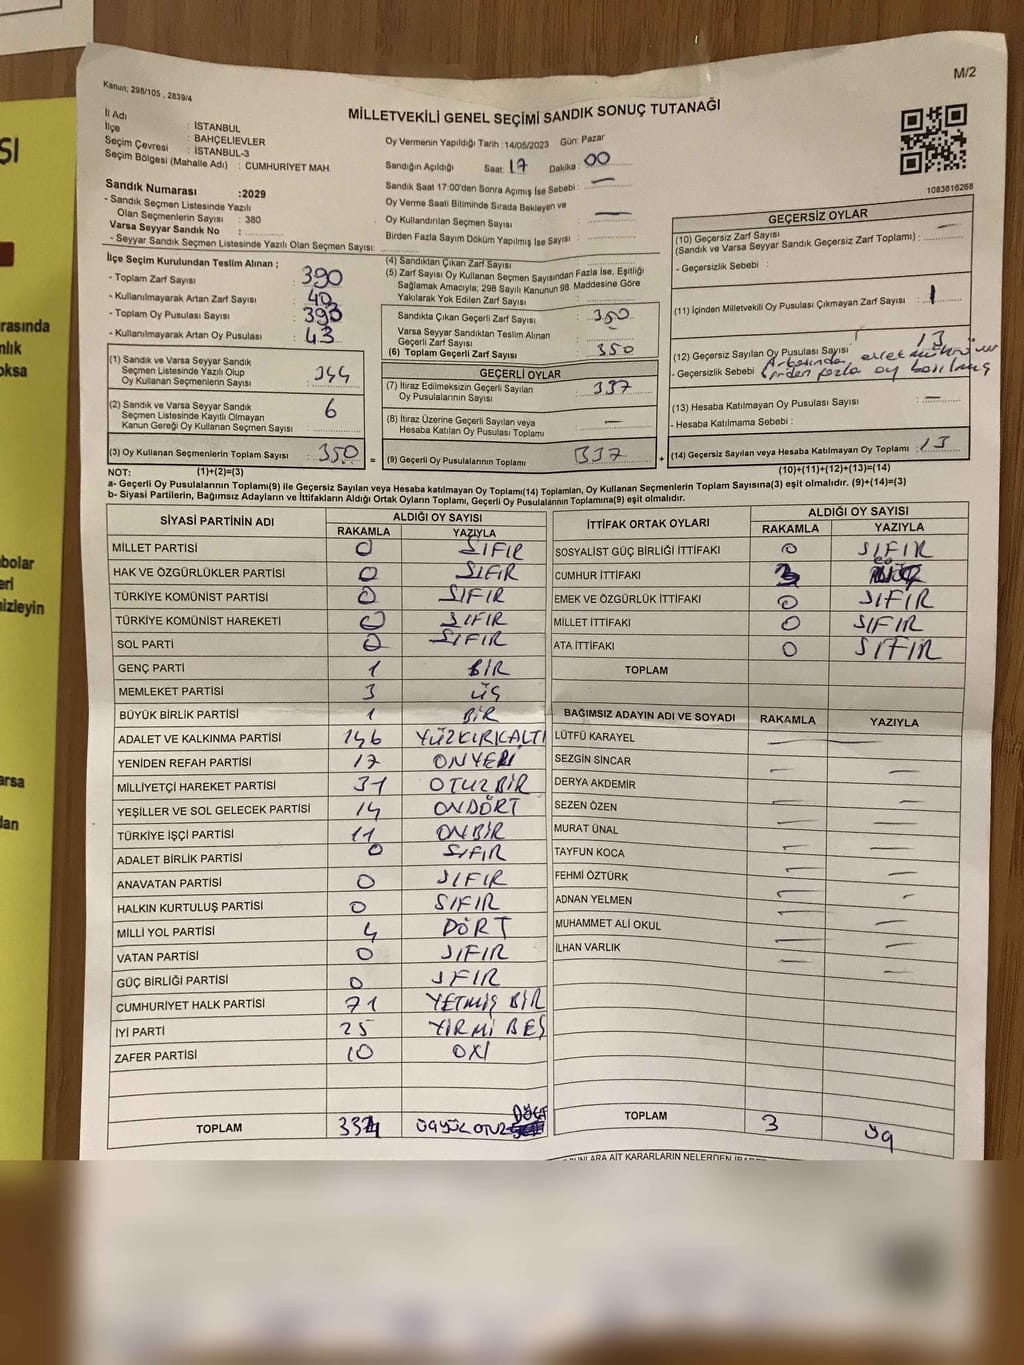 M/2
Kanun; 298/105 , 2839/4
MİLLETVEKİLİ GENEL SEÇİMİ SANDIK SONUÇ TUTANAĞI
İl Adı : İSTANBUL
İlçe : BAHÇELİEVLER
Seçim Çevresi : İSTANBUL-3
Seçim Bölgesi (Mahalle Adı) : CUMHURİYET MAH.
Sandık Numarası :2029
- Sandık Seçmen Listesinde Yazılı
Olan Seçmenlerin Sayısı : 380
Varsa Seyyar Sandık No :
- Seyyar Sandık Seçmen Listesinde Yazılı Olan Seçmen Sayısı:
Oy Vermenin Yapıldığı Tarih :14/05/2023 Gün: Pazar
Sandığın Açıldığı Saat: 17 Dakika: 00
Sandık Saat 17:00'den Sonra Açımış İse Sebebi : —
Oy Verme Saati Bitiminde Sırada Bekleyen ve
Oy Kullandırılan Seçmen Sayısı : —
Birden Fazla Sayım Döküm Yapılmış İse Sayısı :
1083616268
İlçe Seçim Kurulundan Teslim Alınan ;
- Toplam Zarf Sayısı : 390
- Kullanılmayarak Artan Zarf Sayısı : 40
- Toplam Oy Pusulası Sayısı : 390
- Kullanılmayarak Artan Oy Pusulası : 43
(1) Sandık ve Varsa Seyyar Sandık
Seçmen Listesinde Yazılı Olup
Oy Kullanan Seçmenlerin Sayısı : 344
(2) Sandık ve Varsa Seyyar Sandık
Seçmen Listesinde Kayıtlı Olmayan
Kanun Gereği Oy Kullanan Seçmen Sayısı : 6
(3) Oy Kullanan Seçmenlerin Toplam Sayısı : 350
(4) Sandıktan Çıkan Zarf Sayısı :
(5) Zarf Sayısı Oy Kullanan Seçmen Sayısından Fazla İse, Eşitliği
Sağlamak Amacıyla; 298 Sayılı Kanunun 98. Maddesine Göre
Yakılarak Yok Edilen Zarf Sayısı :
Sandıkta Çıkan Geçerli Zarf Sayısı : 350
Varsa Seyyar Sandıktan Teslim Alınan
Geçerli Zarf Sayısı :
(6) Toplam Geçerli Zarf Sayısı : 350
GEÇERLİ OYLAR
(7) İtiraz Edilmeksizin Geçerli Sayılan
Oy Pusulalarının Sayısı : 337
(8) İtiraz Üzerine Geçerli Sayılan veya
Hesaba Katılan Oy Pusulası Toplamı : —
= (9) Geçerli Oy Pusulalarının Toplamı : 337
GEÇERSİZ OYLAR
(10) Geçersiz Zarf Sayısı
(Sandık ve Varsa Seyyar Sandık Geçersiz Zarf Toplamı) : —
- Geçersizlik Sebebi :
(11) İçinden Milletvekili Oy Pusulası Çıkmayan Zarf Sayısı : 1
(12) Geçersiz Sayılan Oy Pusulası Sayısı : 13
- Geçersizlik Sebebi : Arkasında evet mührü
birden fazla oy basılmış
(13) Hesaba Katılmayan Oy Pusulası Sayısı : —
- Hesaba Katılmama Sebebi :
+ (14) Geçersiz Sayılan veya Hesaba Katılmayan Oy Toplamı : 13
NOT: (1)+(2)=(3) (10)+(11)+(12)+(13)=(14)
a- Geçerli Oy Pusulasının Toplamı(9) ile Geçersiz Sayılan veya Hesaba katılmayan Oy Toplamı(14) Toplamları, Oy Kullanan Seçmenlerin Toplam Sayısına(3) eşit olmalıdır. (9)+(14)=(3)
b- Siyasi Partilerin, Bağımsız Adayların ve İttifakların Aldığı Ortak Oyların Toplamı, Geçerli Oy Pusulalarının Toplamına(9) eşit olmalıdır.
SİYASİ PARTİNİN ADI ALDIĞI OY SAYISI
RAKAMLA YAZIYLA
MİLLET PARTİSİ 0 SIFIR
HAK VE ÖZGÜRLÜKLER PARTİSİ 0 SIFIR
TÜRKİYE KOMÜNİST PARTİSİ 0 SIFIR
TÜRKİYE KOMÜNİST HAREKETİ 0 SIFIR
SOL PARTİ 0 SIFIR
GENÇ PARTİ 1 BİR
MEMLEKET PARTİSİ 3 ÜÇ
BÜYÜK BİRLİK PARTİSİ 1 BİR
ADALET VE KALKINMA PARTİSİ 146 YÜZKIRKALTI
YENİDEN REFAH PARTİSİ 17 ONYEDİ
MİLLİYETÇİ HAREKET PARTİSİ 31 OTUZBİR
YEŞİLLER VE SOL GELECEK PARTİSİ 14 ONDÖRT
TÜRKİYE İŞÇİ PARTİSİ 11 ONBİR
ADALET BİRLİK PARTİSİ 0 SIFIR
ANAVATAN PARTİSİ 0 SIFIR
HALKIN KURTULUŞ PARTİSİ 0 SIFIR
MİLLİ YOL PARTİSİ 4 DÖRT
VATAN PARTİSİ 0 SIFIR
GÜÇ BİRLİĞİ PARTİSİ 0 SIFIR
CUMHURİYET HALK PARTİSİ 71 YETMİŞ BİR
İYİ PARTİ 25 YİRMİ BEŞ
ZAFER PARTİSİ 10 ON
TOPLAM 334 ÜÇYÜZ OTUZ DÖRT
İTTİFAK ORTAK OYLARI ALDIĞI OY SAYISI
RAKAMLA YAZIYLA
SOSYALİST GÜÇ BİRLİĞİ İTTİFAKI 0 SIFIR
CUMHUR İTTİFAKI 3
EMEK VE ÖZGÜRLÜK İTTİFAKI 0 SIFIR
MİLLET İTTİFAKI 0 SIFIR
ATA İTTİFAKI 0 SIFIR
TOPLAM
BAĞIMSIZ ADAYIN ADI VE SOYADI RAKAMLA YAZIYLA
LÜTFÜ KARAYEL —
SEZGİN SİNCAR — —
DERYA AKDEMİR — —
SEZEN ÖZEN — —
MURAT ÜNAL — —
TAYFUN KOCA — —
FEHMİ ÖZTÜRK — —
ADNAN YELMEN — —
MUHAMMET ALİ OKUL — —
İLHAN VARLIK — —
TOPLAM 3 üç
rasında
nlık
oksa
bolar
eri
nizleyin
arsa
dan